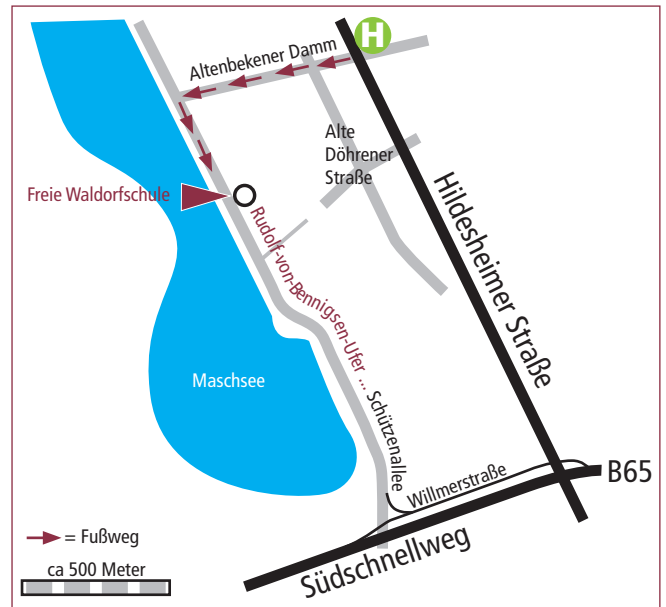 H
Altenbekener Damm
Alte
Döhrener
Straße
Hildesheimer Straße
Freie Waldorfschule
Rudolf-von-Bennigsen-Ufer ... Schützenallee
Maschsee
Willmerstraße
B65
Südschnellweg
= Fußweg
ca 500 Meter